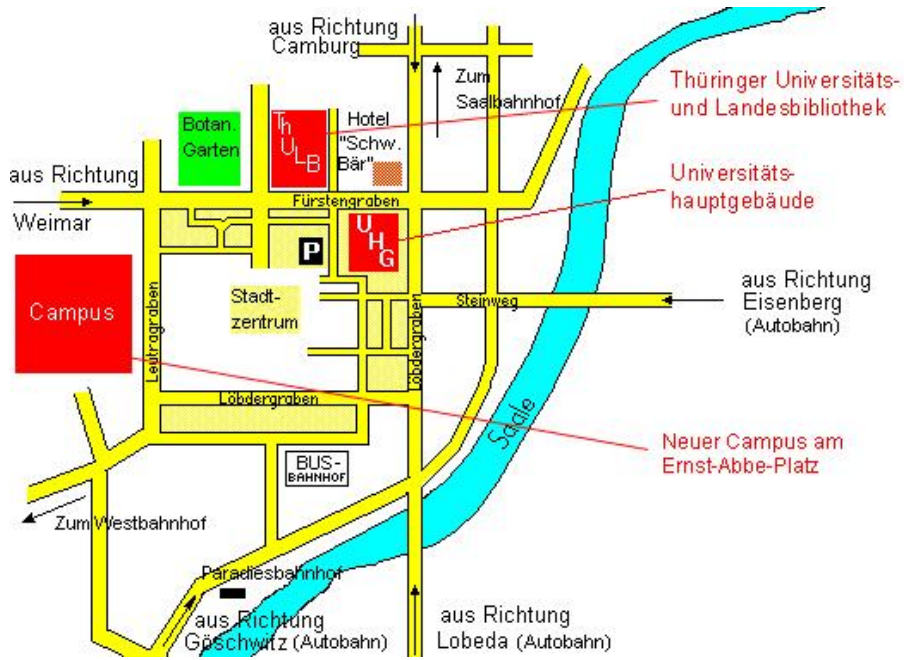 aus Richtung
Camburg
Zum
Saalbahnhof
Thüringer Universitäts-
und Landesbibliothek
Botan.
Garten
ThULB
Hotel
"Schw.
Bär"
aus Richtung
Weimar
Fürstengraben
Universitäts-
hauptgebäude
UHG
P
Campus
Stadt-
zentrum
Leutragraben
Löbdergraben
Steinweg
aus Richtung
Eisenberg
(Autobahn)
Löbdergraben
Saale
Neuer Campus am
Ernst-Abbe-Platz
BUS-
BAHNHOF
Zum Westbahnhof
Paradiesbahnhof
aus Richtung
Göschwitz (Autobahn)
aus Richtung
Lobeda (Autobahn)